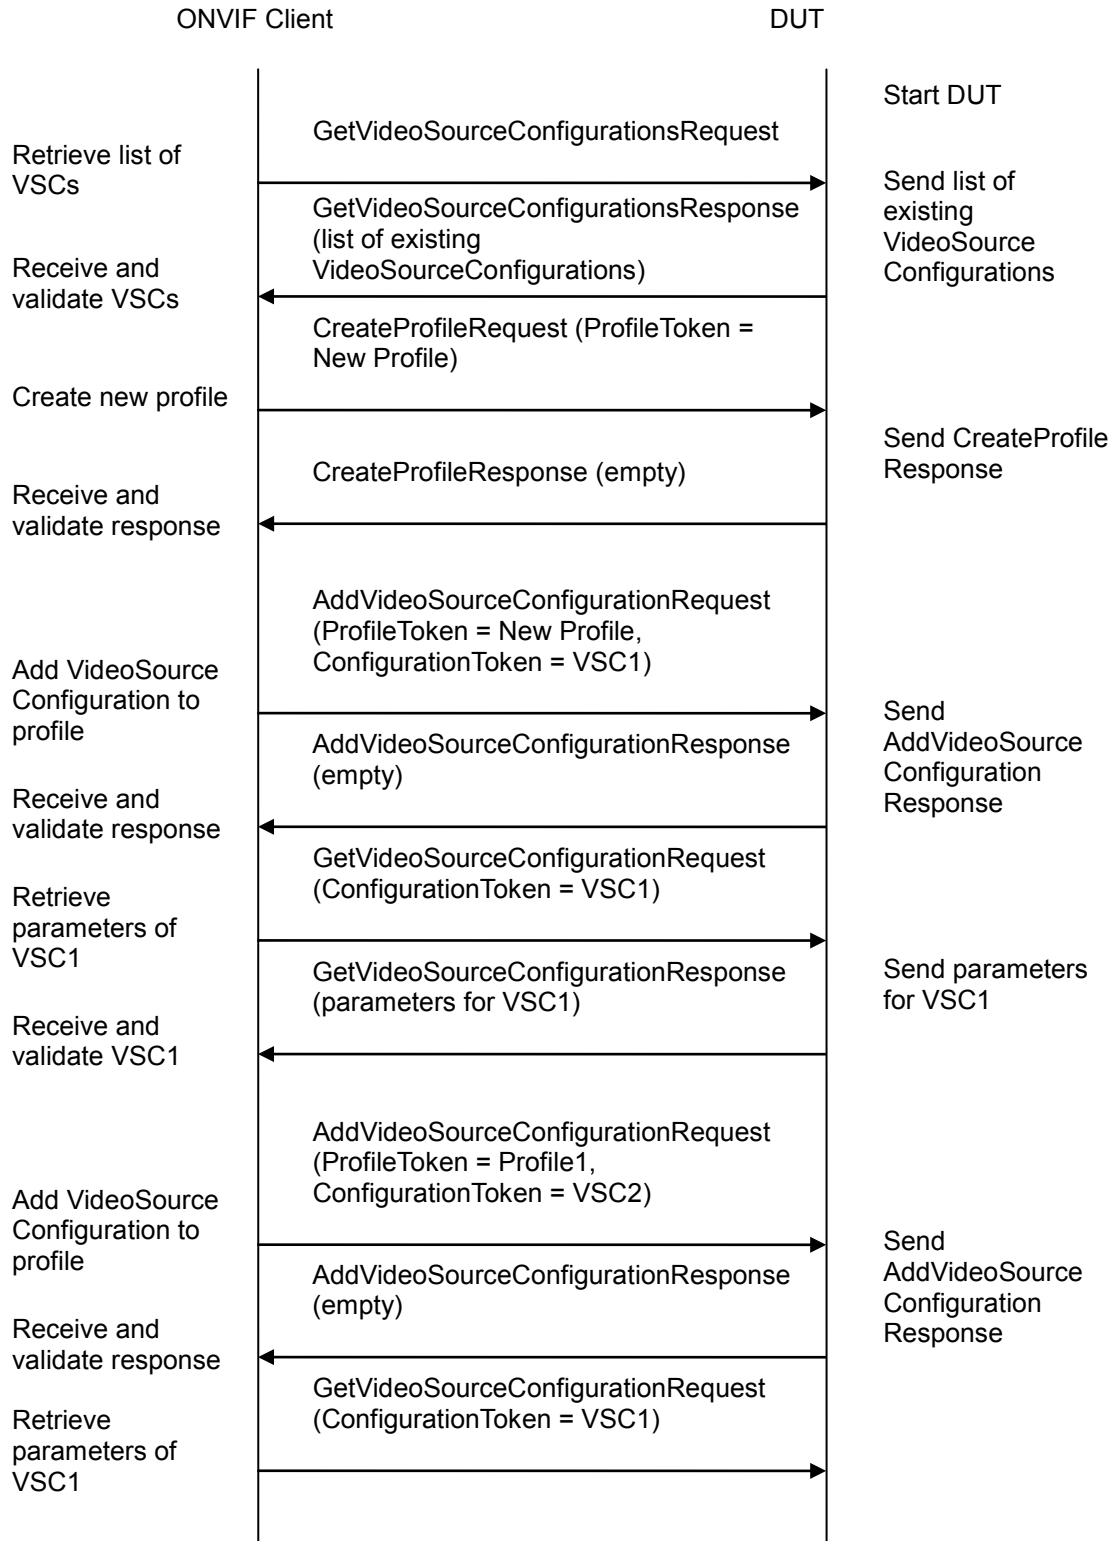 ONVIF Client
DUT
Start DUT
GetVideoSourceConfigurationsRequest
Retrieve list of
VSCs
Send list of
existing
VideoSource
Configurations
GetVideoSourceConfigurationsResponse
(list of existing
VideoSourceConfigurations)
Receive and
validate VSCs
CreateProfileRequest (ProfileToken =
New Profile)
Create new profile
Send CreateProfile
Response
CreateProfileResponse (empty)
Receive and
validate response
AddVideoSourceConfigurationRequest
(ProfileToken = New Profile,
ConfigurationToken = VSC1)
Add VideoSource
Configuration to
profile
Send
AddVideoSource
Configuration
Response
AddVideoSourceConfigurationResponse
(empty)
Receive and
validate response
GetVideoSourceConfigurationRequest
(ConfigurationToken = VSC1)
Retrieve
parameters of
VSC1
Send parameters
for VSC1
GetVideoSourceConfigurationResponse
(parameters for VSC1)
Receive and
validate VSC1
AddVideoSourceConfigurationRequest
(ProfileToken = Profile1,
ConfigurationToken = VSC2)
Add VideoSource
Configuration to
profile
Send
AddVideoSource
Configuration
Response
AddVideoSourceConfigurationResponse
(empty)
Receive and
validate response
GetVideoSourceConfigurationRequest
(ConfigurationToken = VSC1)
Retrieve
parameters of
VSC1